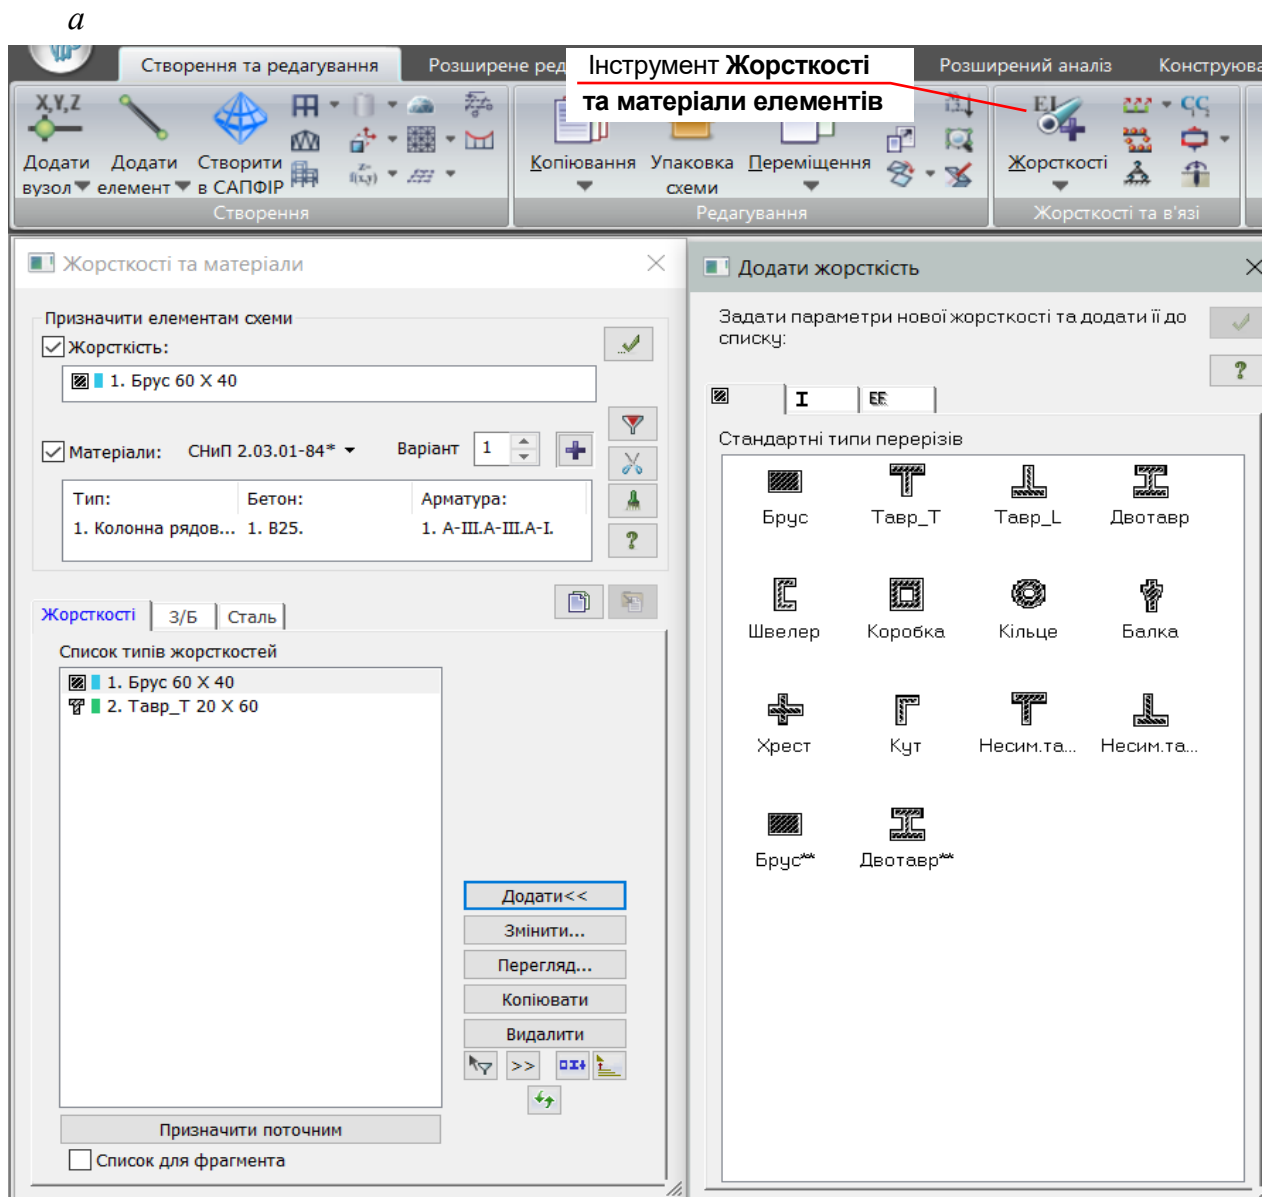 а
Створення та редагування
Розширене ред
Інструмент Жорсткості
та матеріали елементів
Розширений аналіз
Конструюва
X,Y,Z
EI
Додати
вузол
Додати
елемент
Створити
в САПФІР
Копіювання
Упаковка
схеми
Переміщення
Жорсткості
Створення
Редагування
Жорсткості та в'язі
Жорсткості та матеріали
Призначити елементам схеми
Жорсткість:
1. Брус 60 X 40
Матеріали:
СНиП 2.03.01-84*
Варіант
1
Тип:
Бетон:
Арматура:
1. Колонна рядов...
1. B25.
1. A-III.A-III.A-I.
Жорсткості
З/Б
Сталь
Список типів жорсткостей
1. Брус 60 X 40
2. Тавр_T 20 X 60
Додати<<
Змінити...
Перегляд...
Копіювати
Видалити
>>
Призначити поточним
Список для фрагмента
Додати жорсткість
Задати параметри нової жорсткості та додати її до
списку:
Стандартні типи перерізів
Брус
Тавр_T
Тавр_L
Двотавр
Швелер
Коробка
Кільце
Балка
Хрест
Кут
Несим.та...
Несим.та...
Брус**
Двотавр**